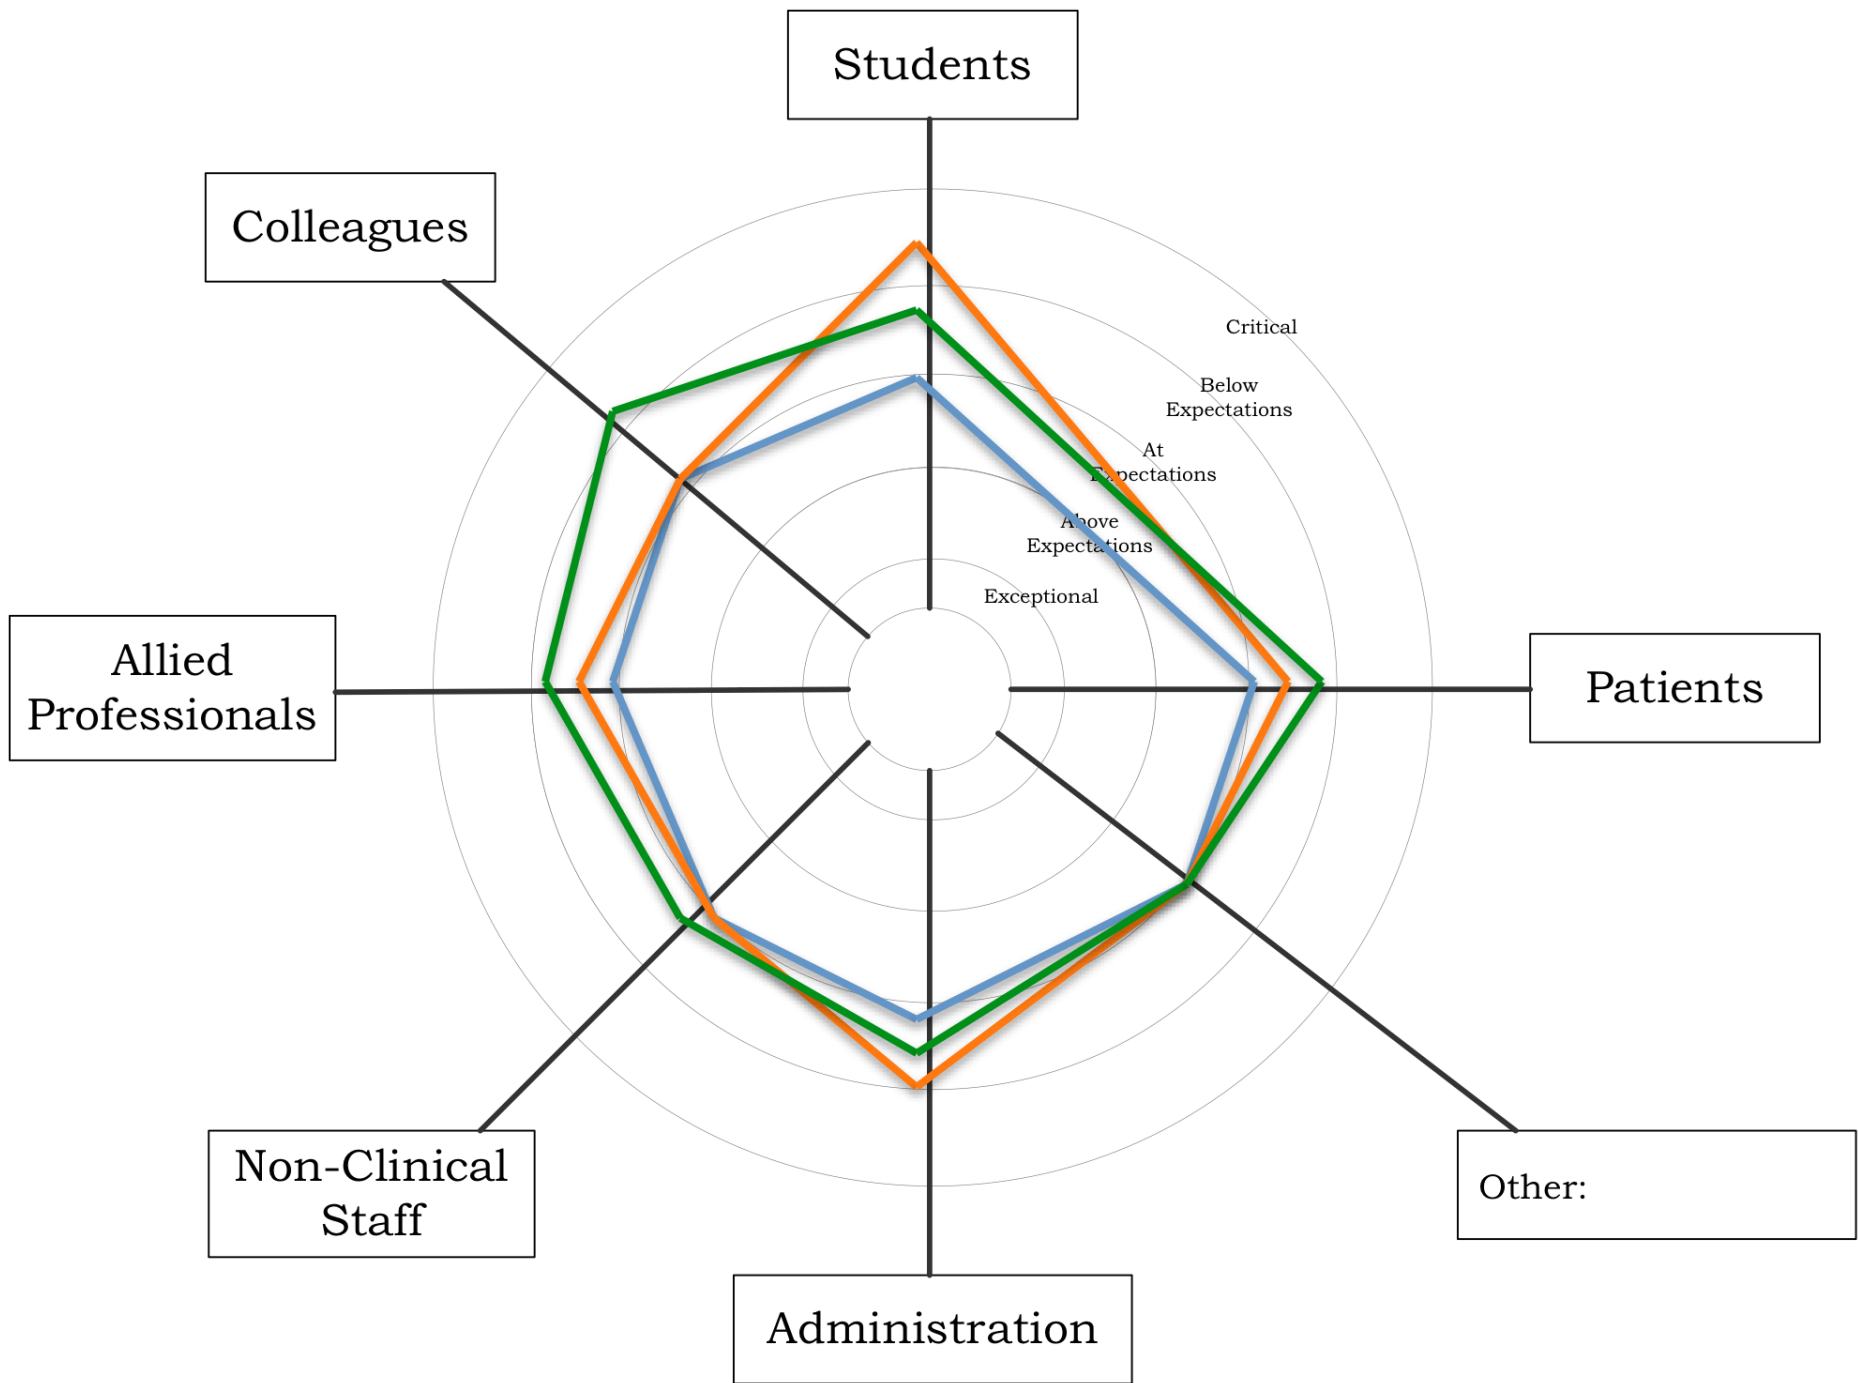 Students
Colleagues
Critical
Below
Expectations
At
Expectations
Above
Expectations
Exceptional
Allied
Professionals
Patients
Non-Clinical
Staff
Other:
Administration